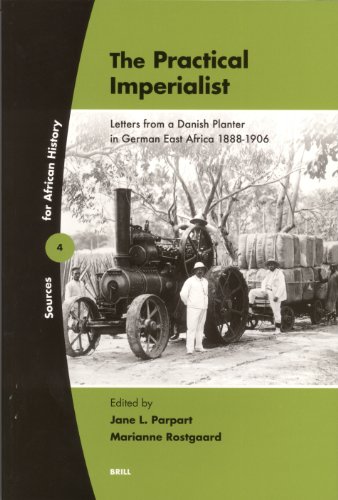 The Practical
Imperialist
Letters from a Danish Planter
in German East Africa 1888-1906
Sources
4
for African History
Edited by
Jane L. Parpart
Marianne Rostgaard
BRILL